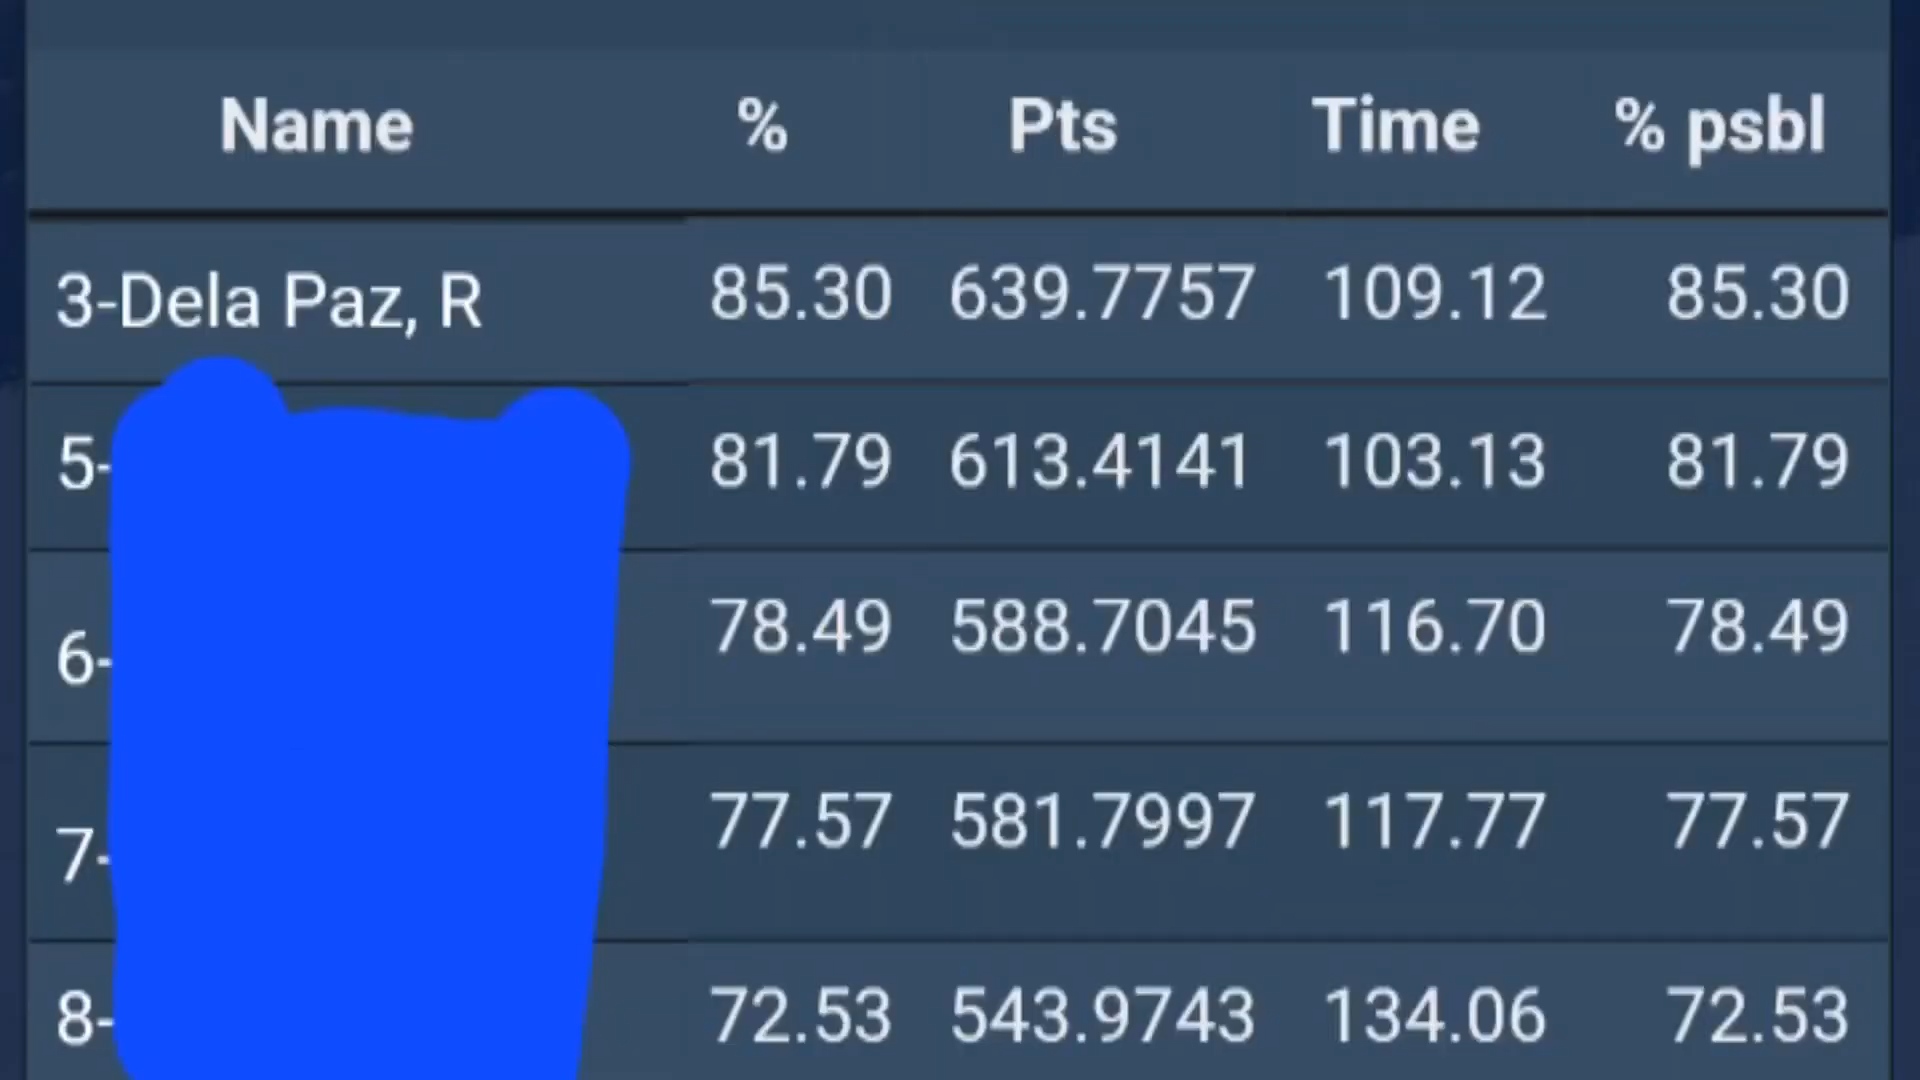 Name % Pts Time % psbl
3-Dela Paz, R 85.30 639.7757 109.12 85.30
5- 81.79 613.4141 103.13 81.79
6- 78.49 588.7045 116.70 78.49
7- 77.57 581.7997 117.77 77.57
8- 72.53 543.9743 134.06 72.53